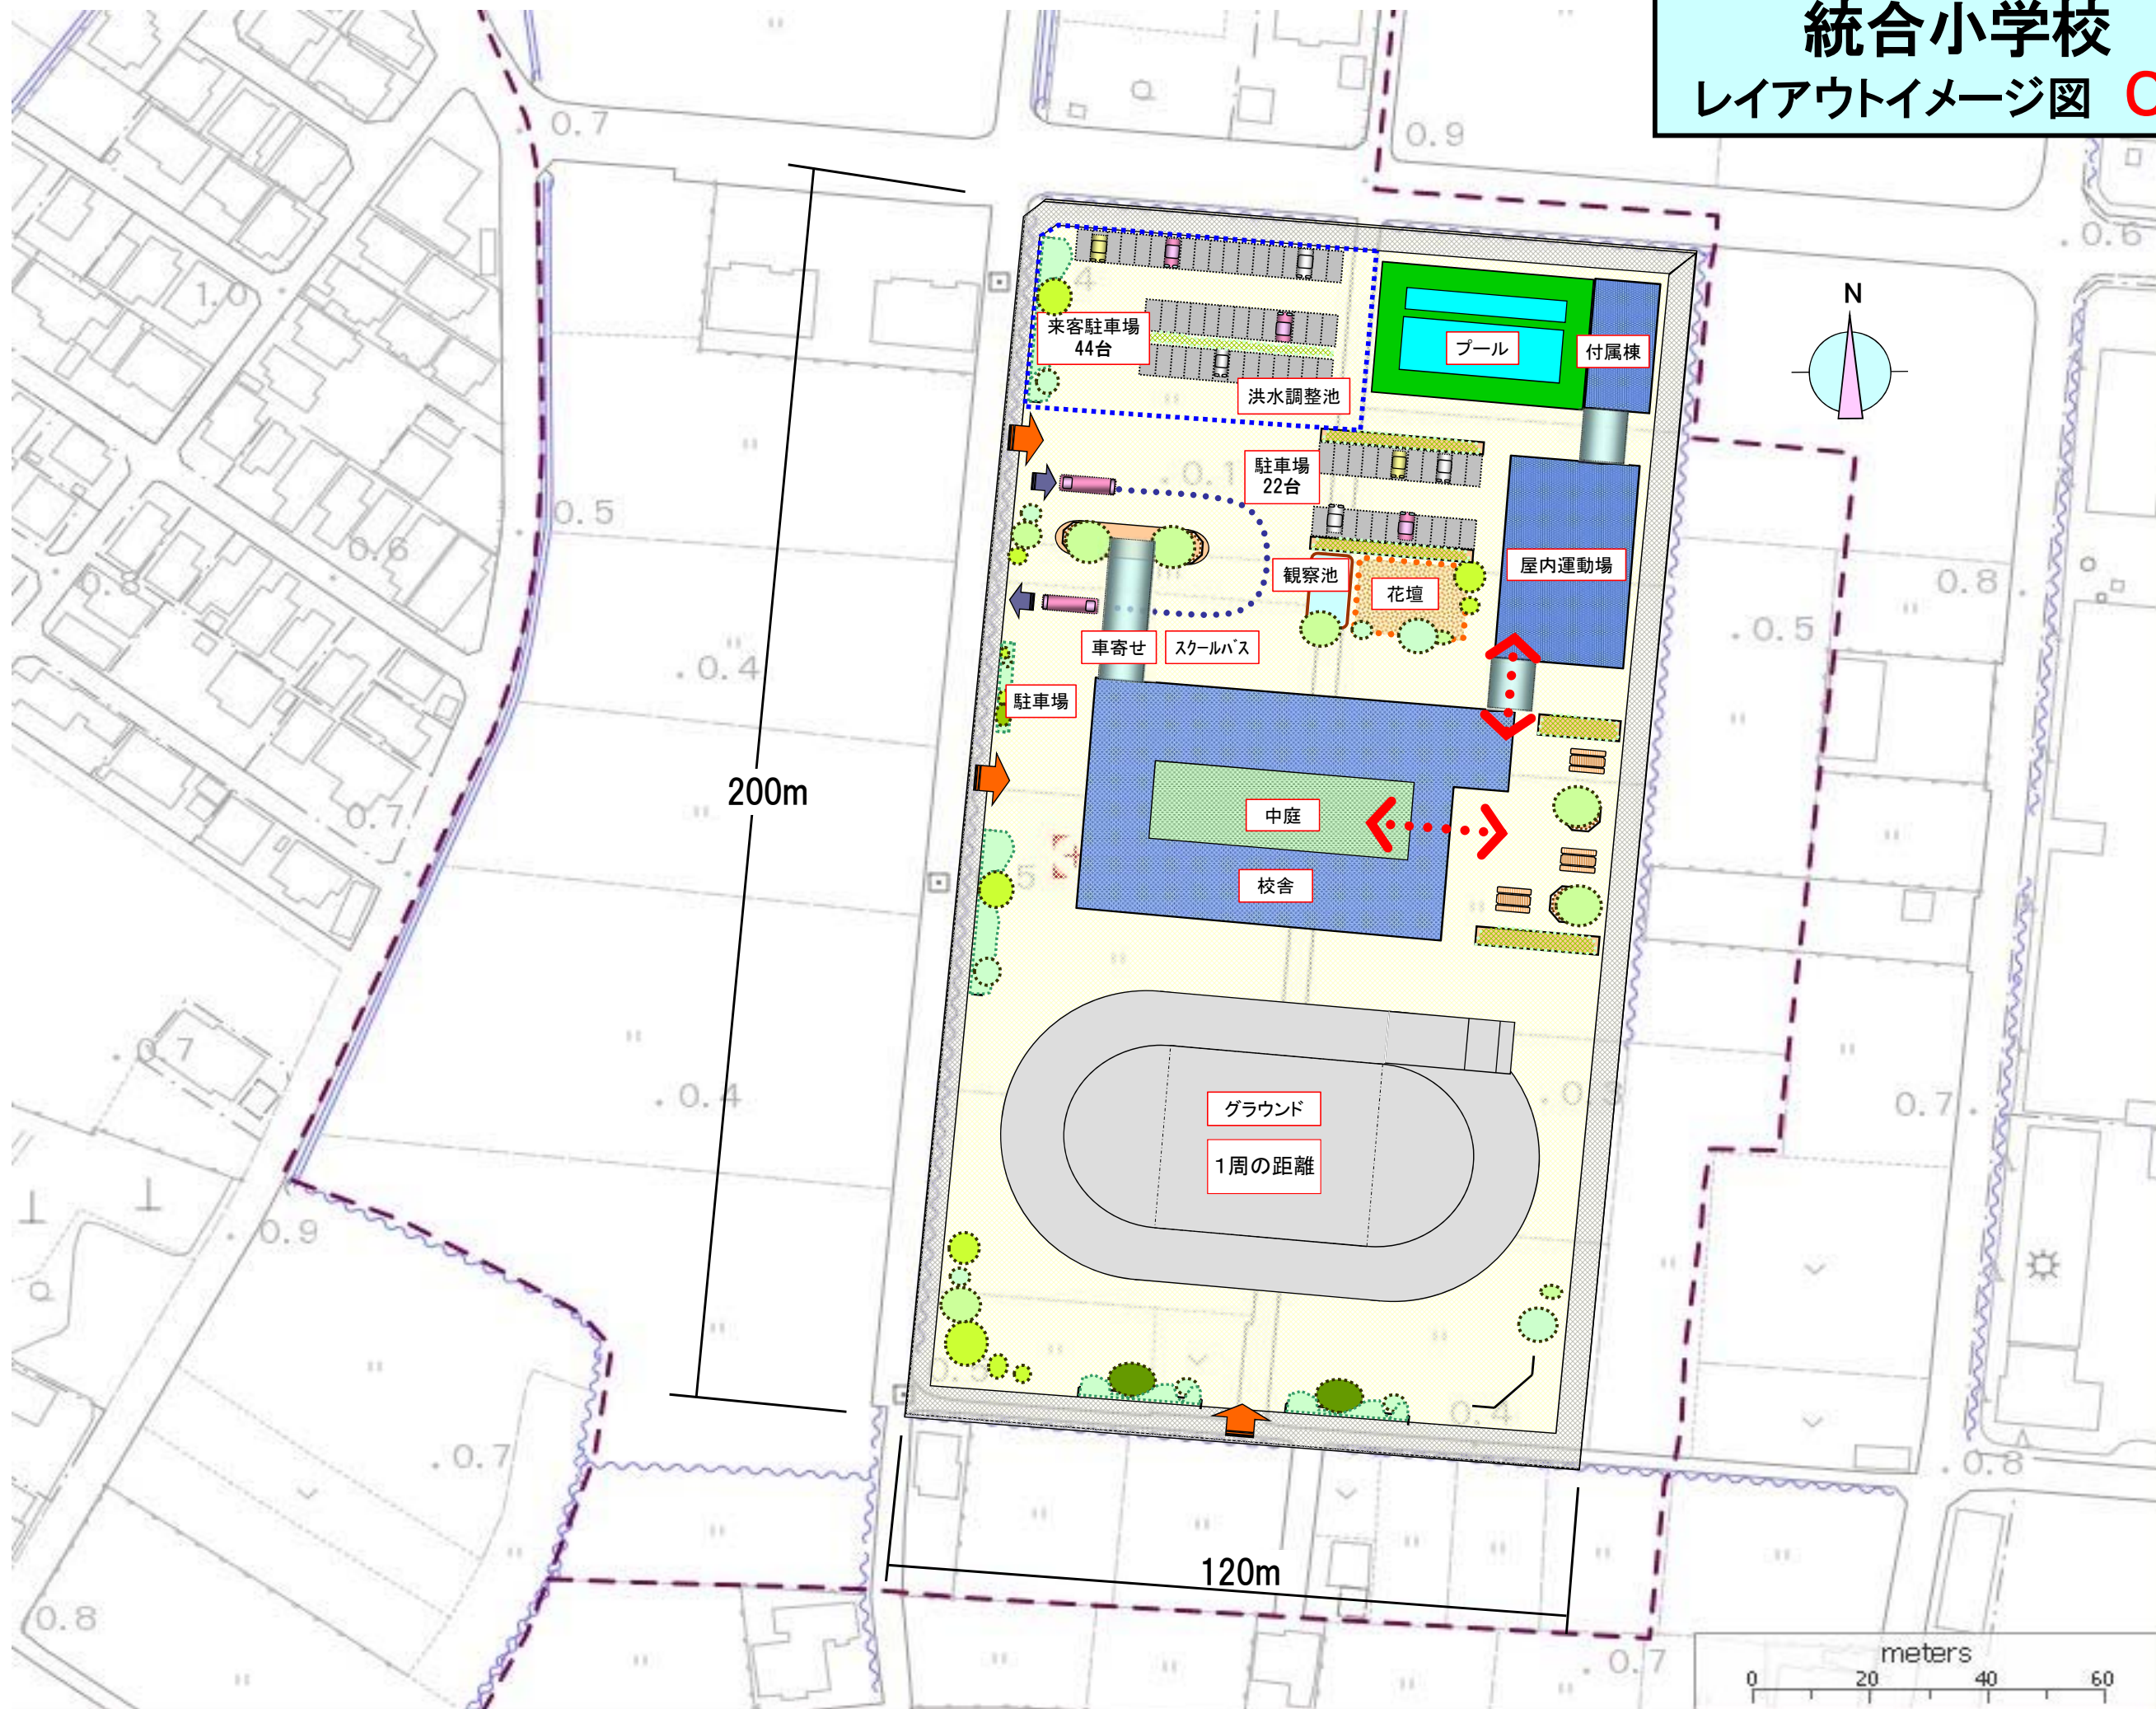 統合小学校
レイアウトイメージ図 C
0.7
0.9
0.6
1.0
N
来客駐車場
44台
プール
付属棟
洪水調整池
駐車場
22台
0.1
0.5
0.6
屋内運動場
観察池
花壇
0.8
0.5
車寄せ
スクールバス
0.4
駐車場
200m
0.7
中庭
校舎
0.7
0.4
グラウンド
0.7
1周の距離
0.9
0.4
0.7
0.8
120m
0.8
0.7
meters
0 20 40 60